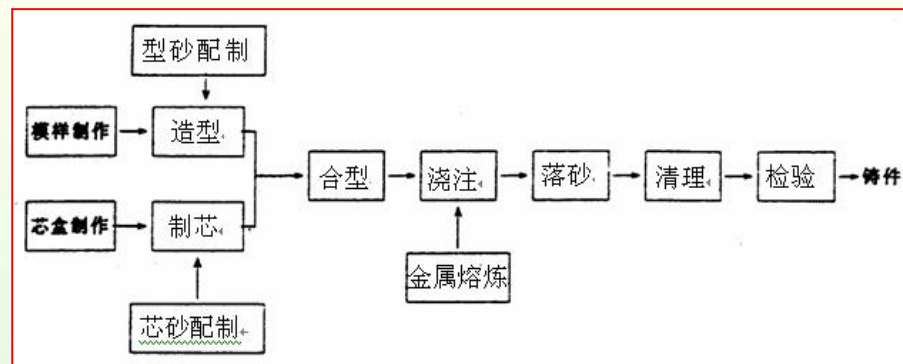 型砂配制
模样制作
造型
合型
浇注
落砂
清理
检验
铸件
芯盒制作
制芯
金属熔炼
芯砂配制